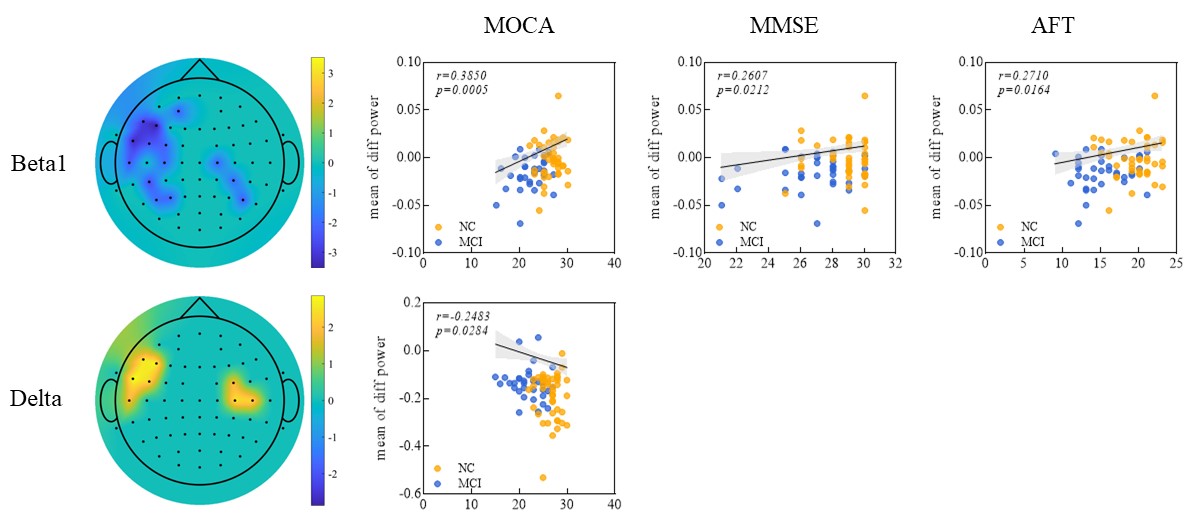 MOCA MMSE AFT
Beta1
3
2
1
0
-1
-2
-3
mean of diff power
0.10
0.05
0.00
-0.05
-0.10
r=0.3850
p=0.0005
NC
MCI
0 10 20 30 40
mean of diff power
0.10
0.05
0.00
-0.05
-0.10
r=0.2607
p=0.0212
NC
MCI
20 22 24 26 28 30 32
mean of diff power
0.10
0.05
0.00
-0.05
-0.10
r=0.2710
p=0.0164
NC
MCI
0 5 10 15 20 25
Delta
2
1
0
-1
-2
mean of diff power
0.2
0.0
-0.2
-0.4
-0.6
r=-0.2483
p=0.0284
NC
MCI
0 10 20 30 40